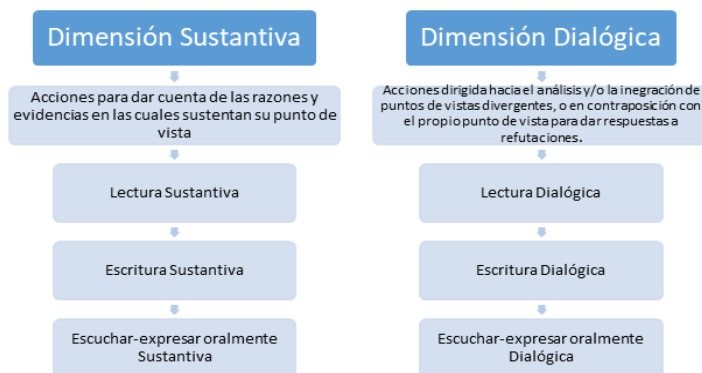 Dimensión Sustantiva
Acciones para dar cuenta de las razones y
evidencias en las cuales sustentan su punto de
vista
Lectura Sustantiva
Escritura Sustantiva
Escuchar-expresar oralmente
Sustantiva
Dimensión Dialógica
Acciones dirigida hacia el análisis y/o la inegración de
puntos de vistas divergentes, o en contraposición con
el propio punto de vista para dar respuestas a
refutaciones.
Lectura Dialógica
Escritura Dialógica
Escuchar-expresar oralmente
Dialógica